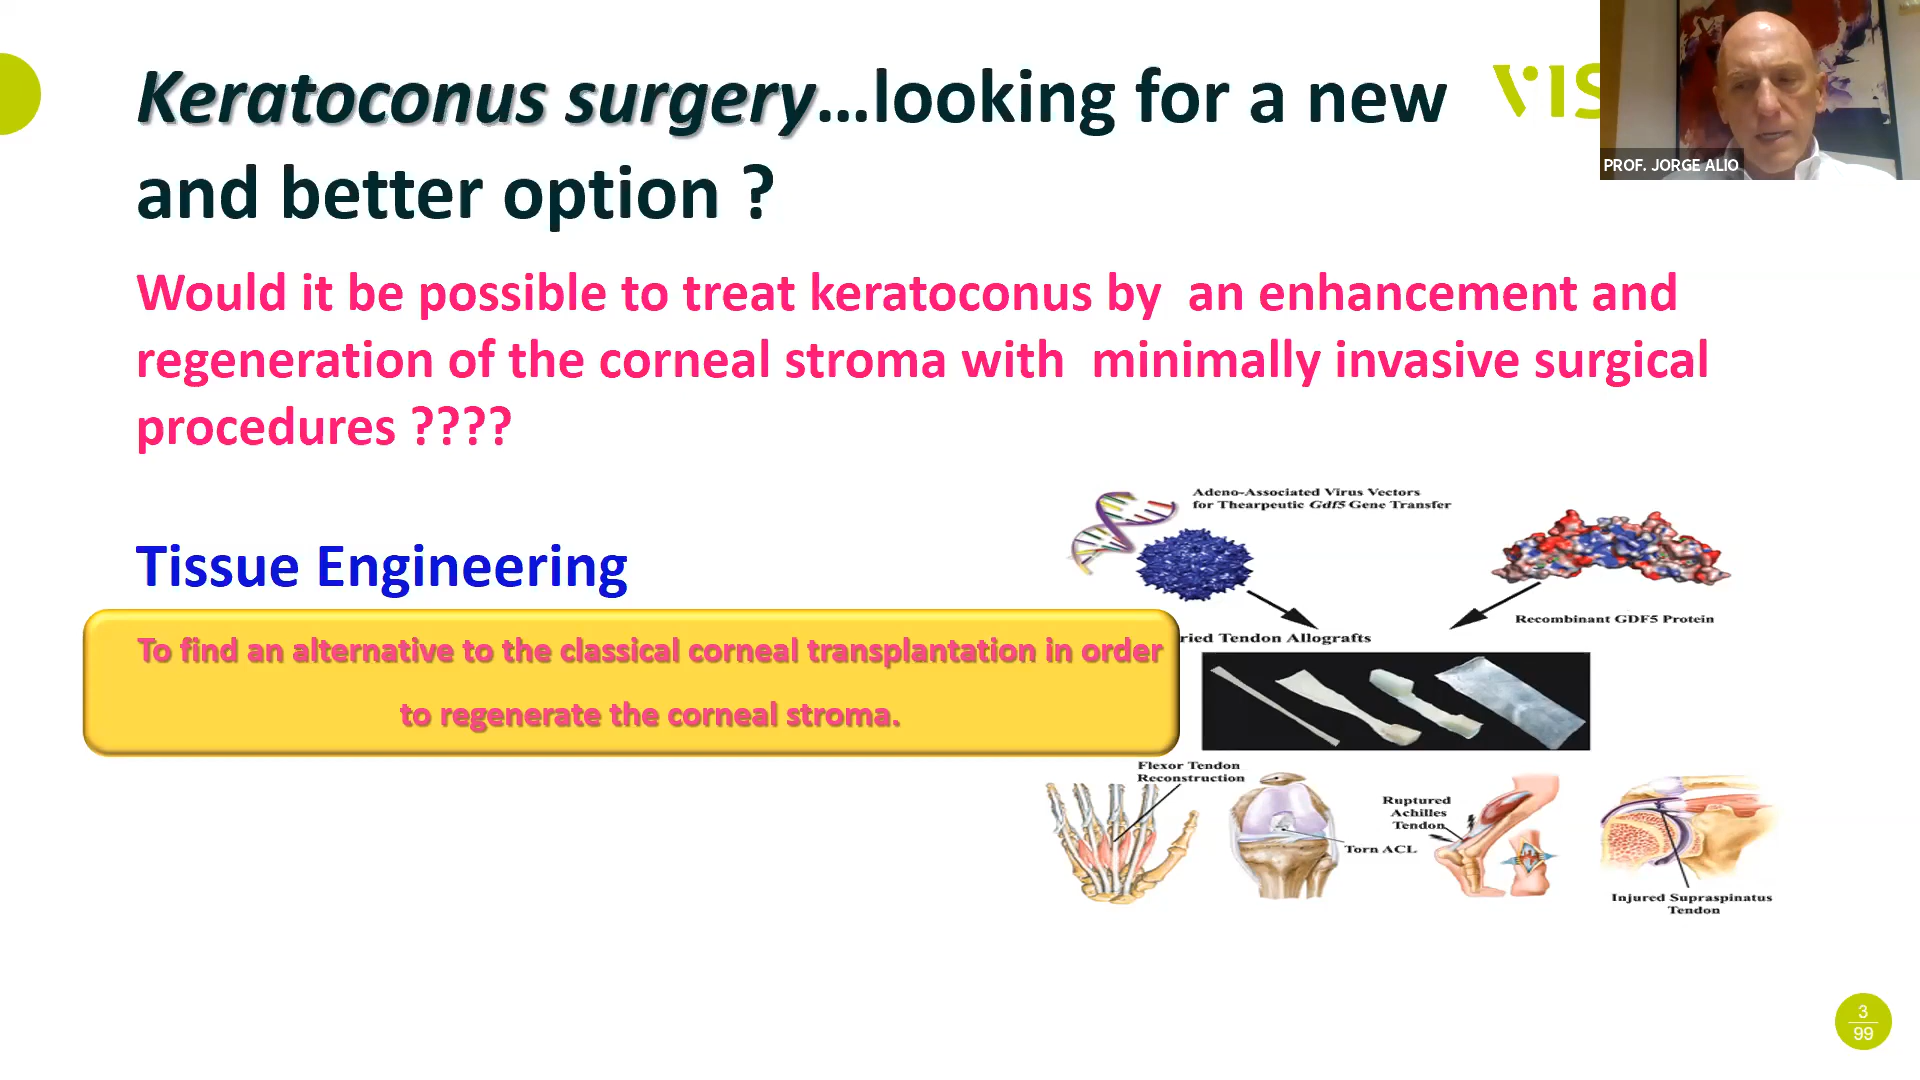 Keratoconus surgery...looking for a new
and better option ?
VIS
PROF. JORGE ALIO
Would it be possible to treat keratoconus by an enhancement and
regeneration of the corneal stroma with minimally invasive surgical
procedures ????
Tissue Engineering
To find an alternative to the classical corneal transplantation in order
to regenerate the corneal stroma.
Adeno-Associated Virus Vectors
for Thearpeutic Gdf5 Gene Transfer
Recombinant GDF5 Protein
ried Tendon Allografts
Flexor Tendon
Reconstruction
Torn ACL
Ruptured
Achilles
Tendon
Injured Supraspinatus
Tendon
3
99